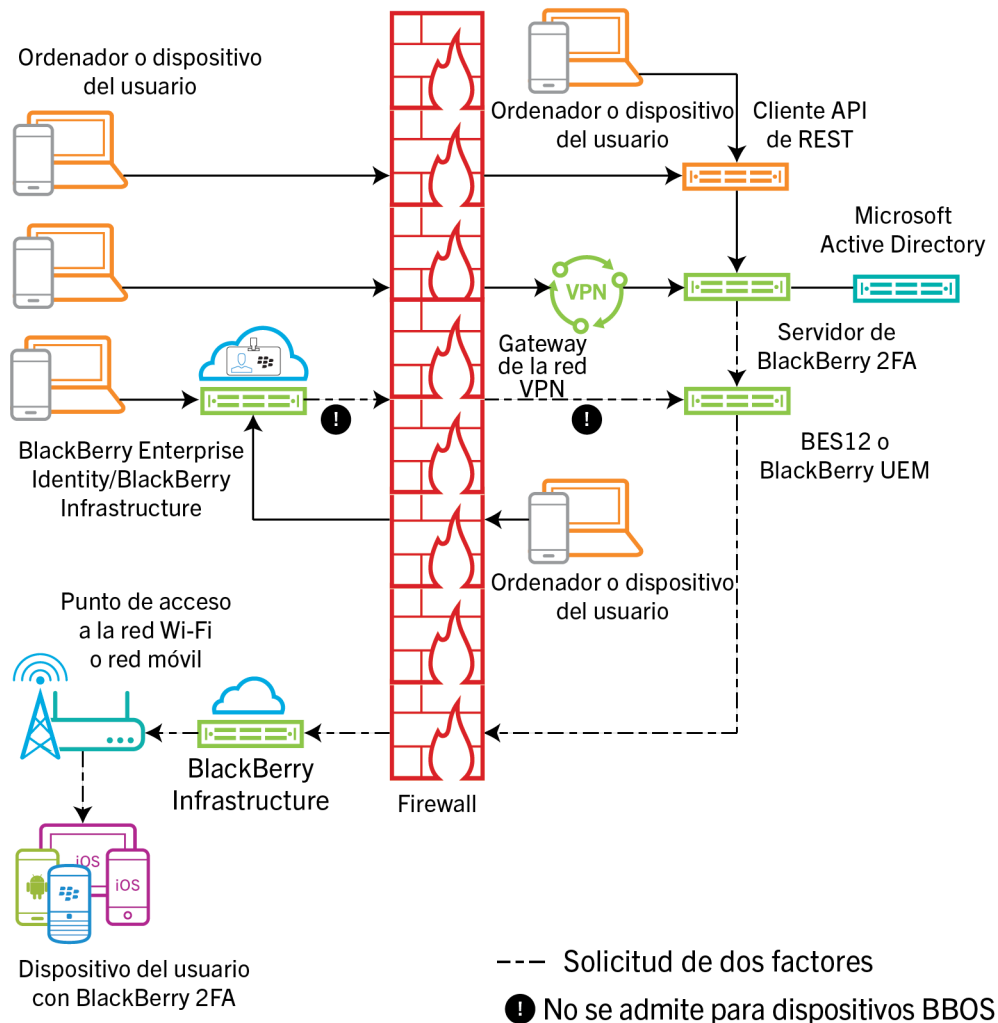 Ordenador o dispositivo
del usuario
Ordenador o dispositivo
del usuario
Cliente API
de REST
Microsoft
Active Directory
VPN
Gateway
de la red
VPN
Servidor de
BlackBerry 2FA
!
!
BlackBerry Enterprise
Identity/BlackBerry
Infrastructure
BES12 o
BlackBerry UEM
Ordenador o dispositivo
del usuario
Punto de acceso
a la red Wi-Fi
o red móvil
BlackBerry
Infrastructure
Firewall
iOS
iOS
Dispositivo del usuario
con BlackBerry 2FA
Solicitud de dos factores
! No se admite para dispositivos BBOS